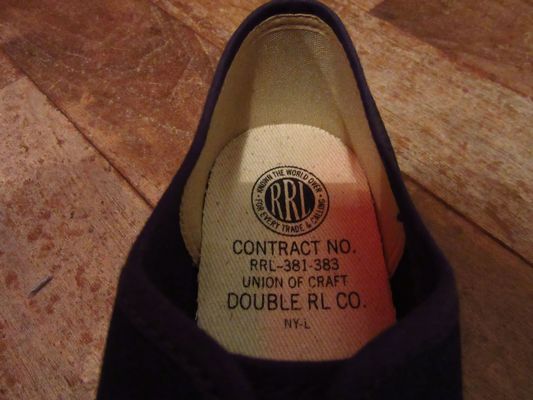 KNOWN THE WORLD OVER
RRL
· FOR EVERY TRADE & CALLING ·
CONTRACT NO.
RRL-381-383
UNION OF CRAFT
DOUBLE RL CO.
NY-L